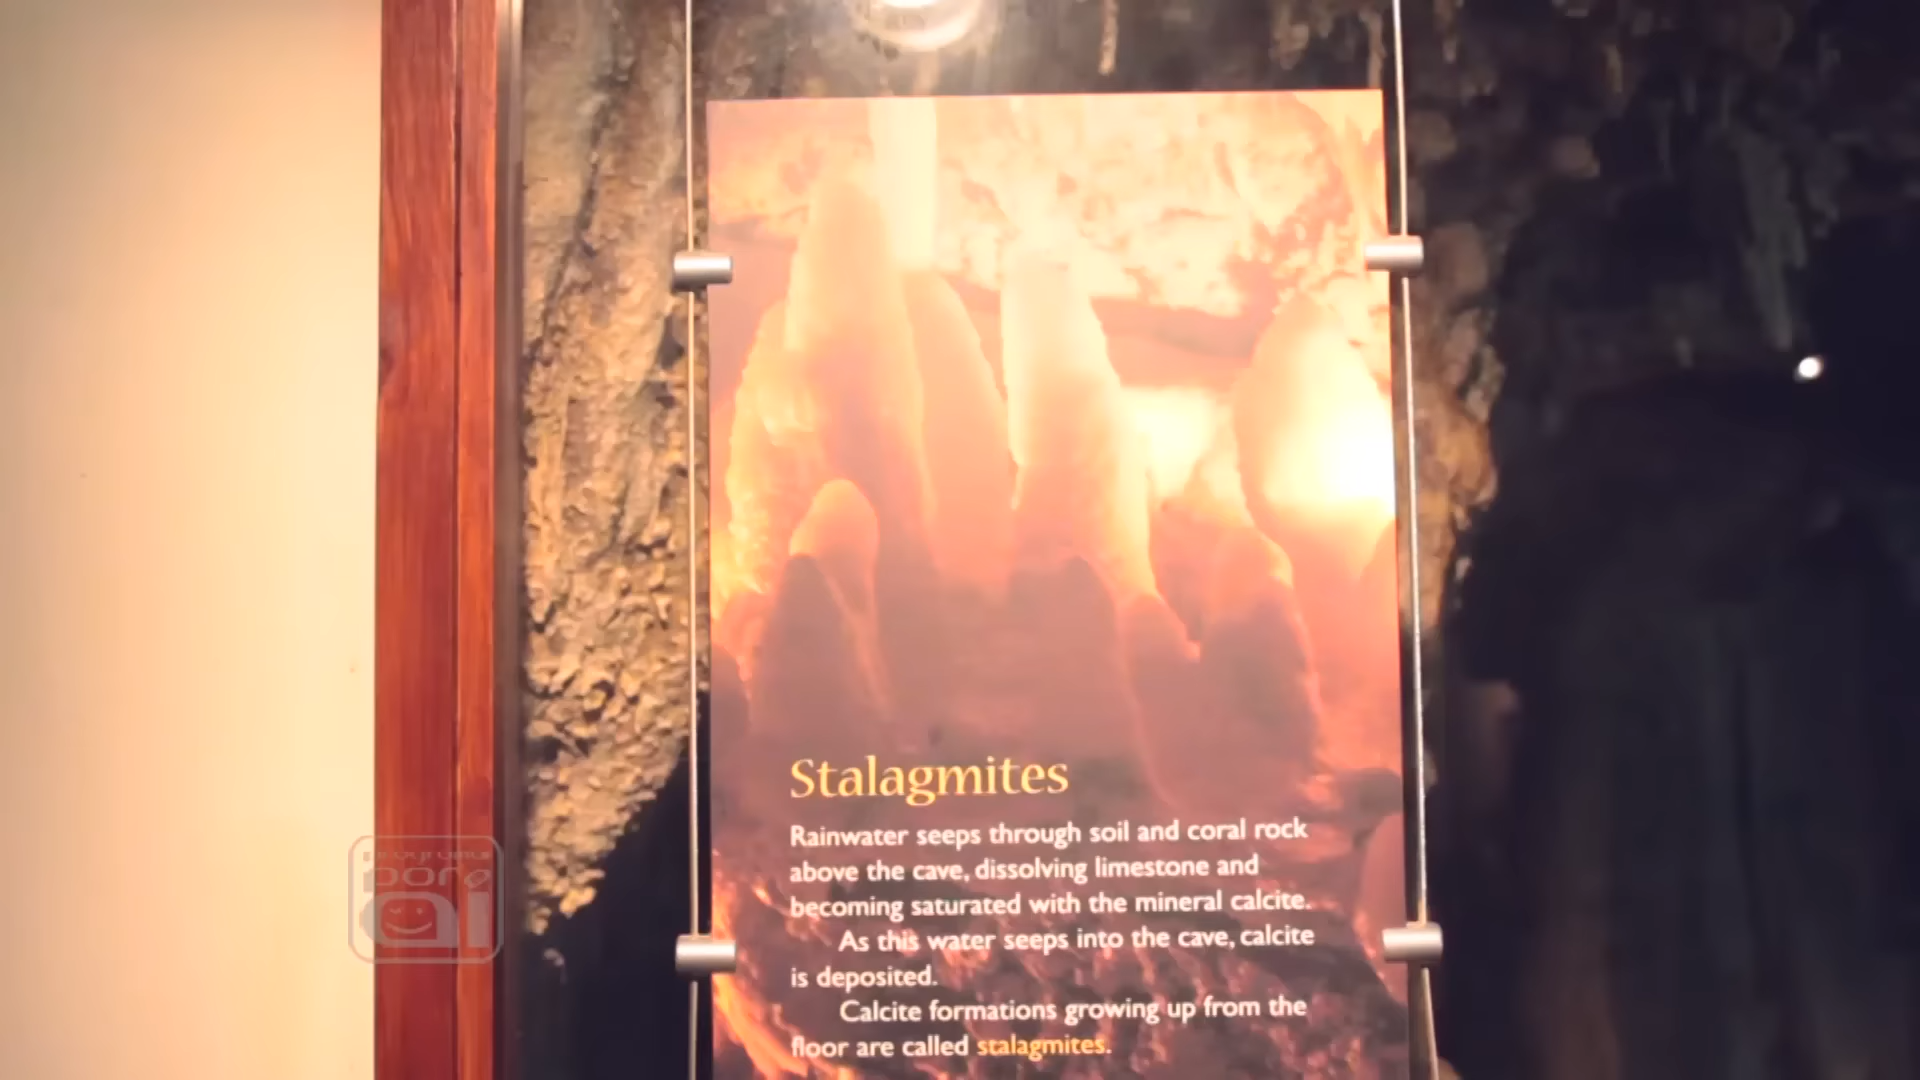 Stalagmites
Rainwater seeps through soil and coral rock
above the cave, dissolving limestone and
becoming saturated with the mineral calcite.
As this water seeps into the cave, calcite
is deposited.
Calcite formations growing up from the
floor are called stalagmites.